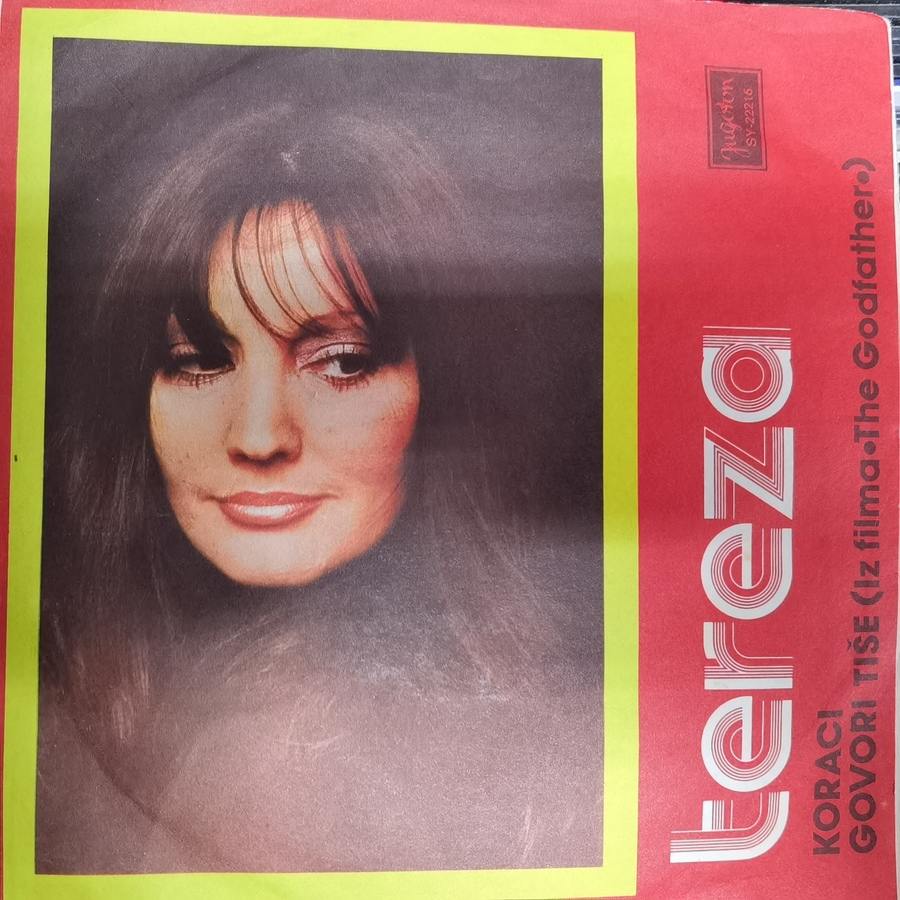 Jugoton
SY-22216
tereza
KORACI
GOVORI TIŠE (Iz filma•The Godfather•)